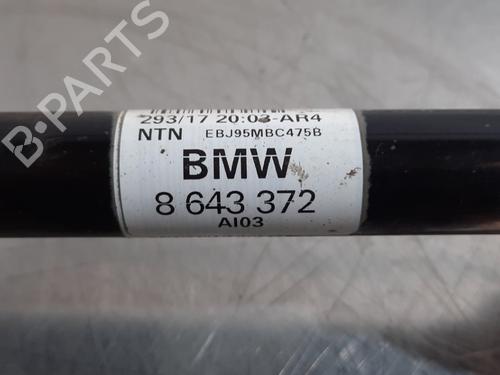 293/17 20:03-AR4
NTN EBJ95MBC475B
BMW
8 643 372
AI03
B-PARTS